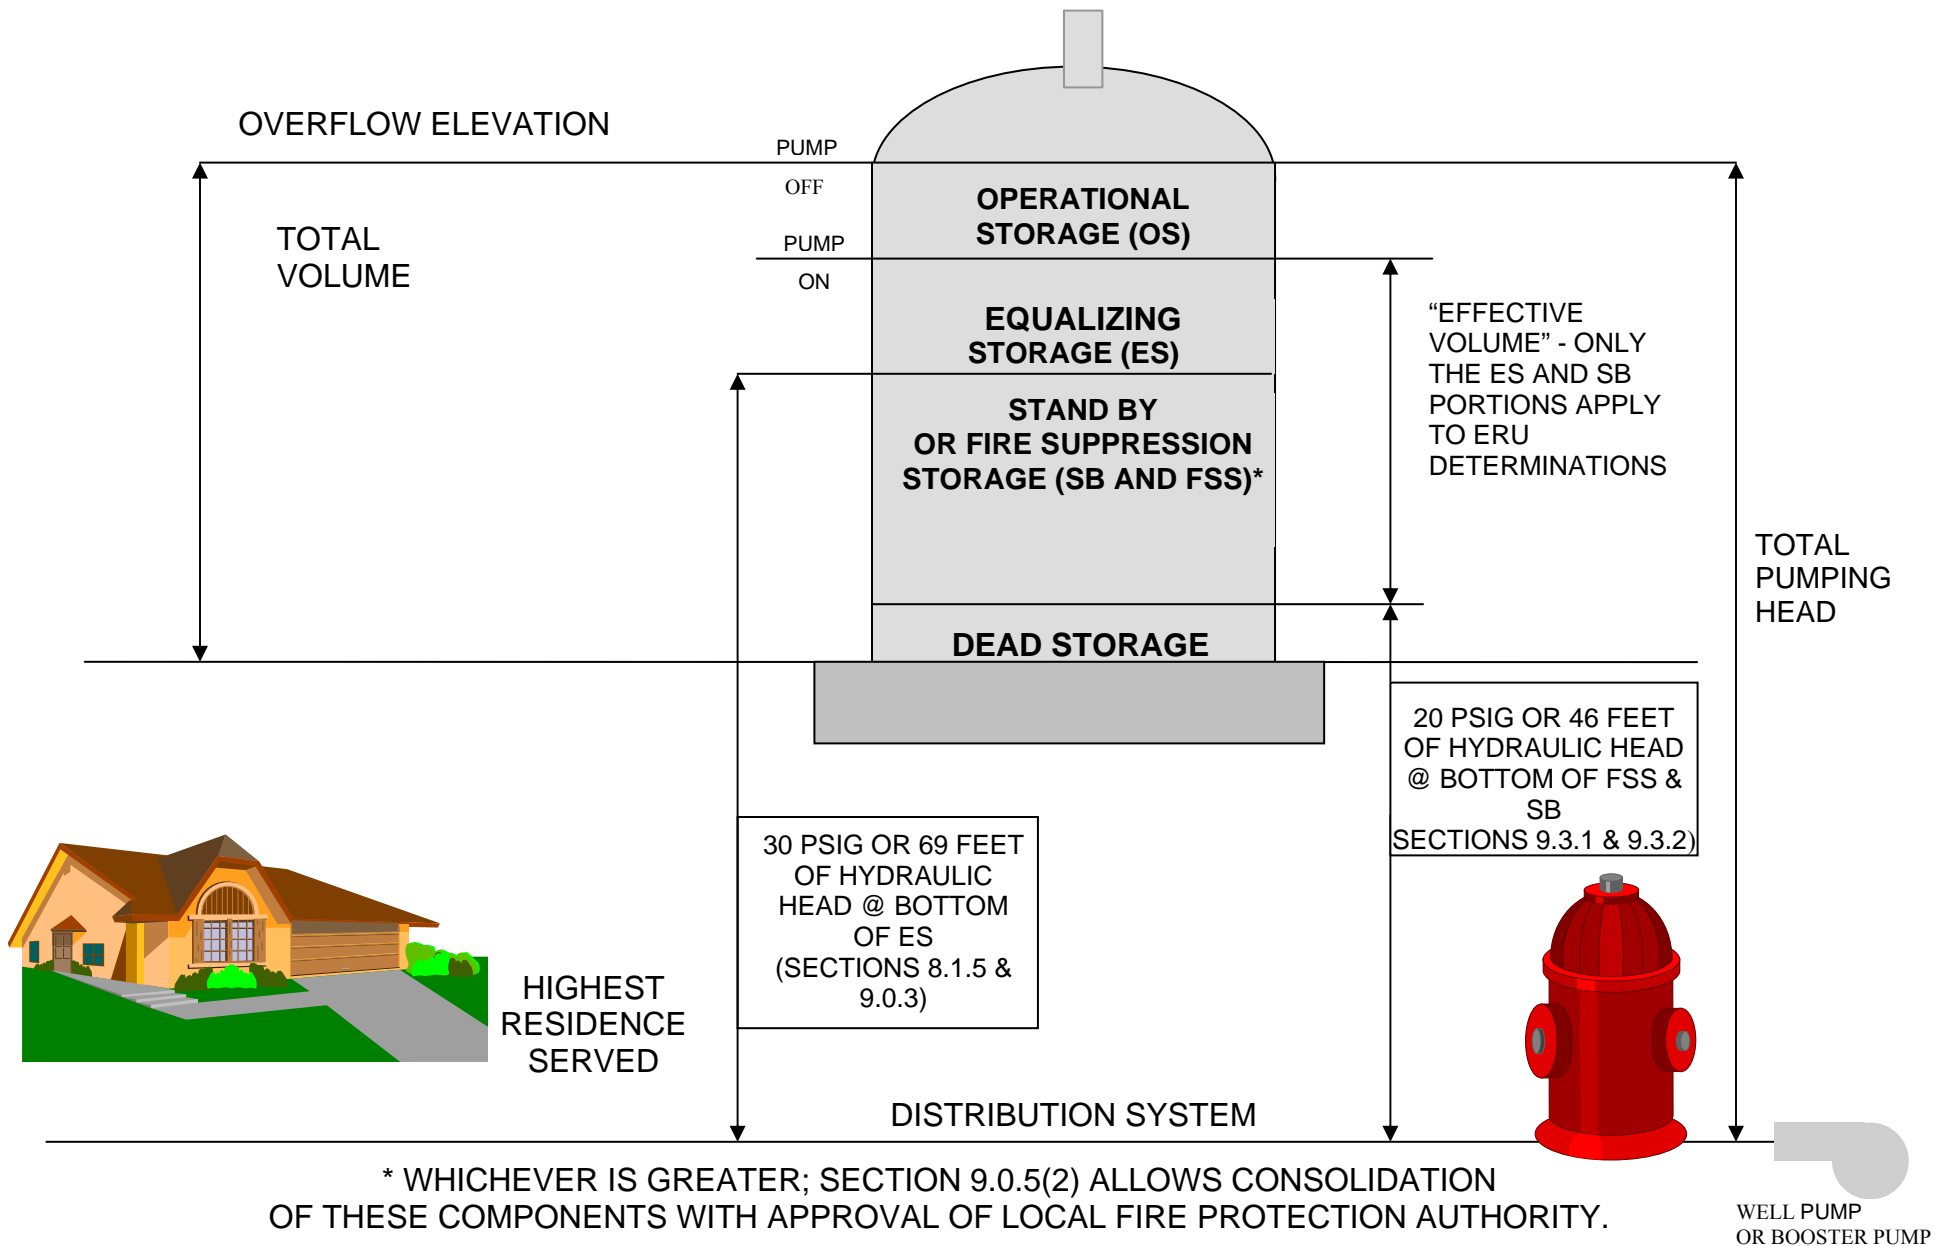 OVERFLOW ELEVATION
PUMP
OFF
OPERATIONAL
STORAGE (OS)
TOTAL
VOLUME
PUMP
ON
EQUALIZING
STORAGE (ES)
“EFFECTIVE
VOLUME” - ONLY
THE ES AND SB
PORTIONS APPLY
TO ERU
DETERMINATIONS
STAND BY
OR FIRE SUPPRESSION
STORAGE (SB AND FSS)*
TOTAL
PUMPING
HEAD
DEAD STORAGE
20 PSIG OR 46 FEET
OF HYDRAULIC HEAD
@ BOTTOM OF FSS &
SB
SECTIONS 9.3.1 & 9.3.2)
30 PSIG OR 69 FEET
OF HYDRAULIC
HEAD @ BOTTOM
OF ES
(SECTIONS 8.1.5 &
9.0.3)
HIGHEST
RESIDENCE
SERVED
DISTRIBUTION SYSTEM
* WHICHEVER IS GREATER; SECTION 9.0.5(2) ALLOWS CONSOLIDATION
OF THESE COMPONENTS WITH APPROVAL OF LOCAL FIRE PROTECTION AUTHORITY.
WELL PUMP
OR BOOSTER PUMP